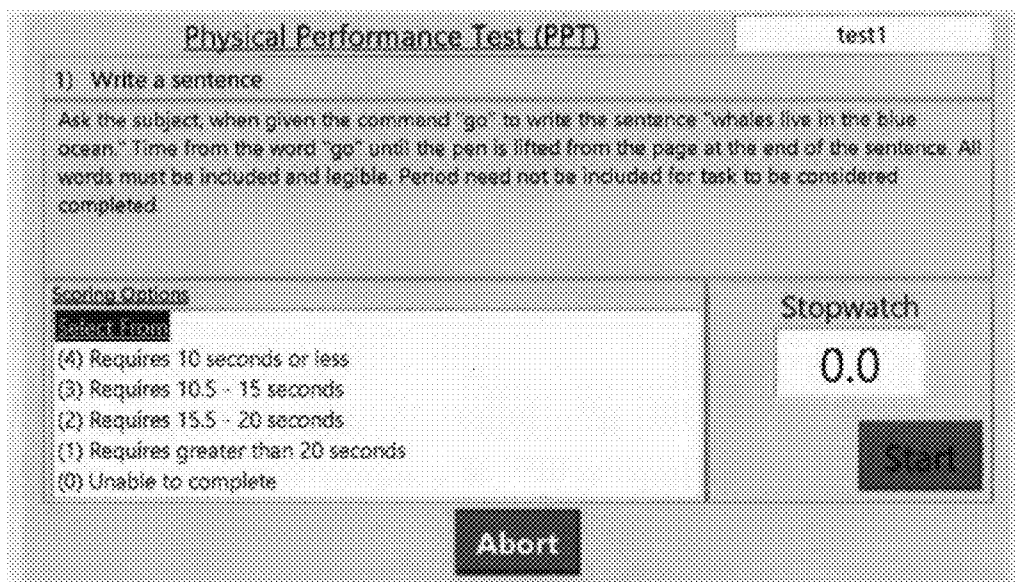 Physical Performance Test (PPT)
test1
1) Write a sentence
Ask the subject, when given the command "go" to write the sentence "whales live in the blue
ocean." Time from the word "go" until the pen is lifted from the page at the end of the sentence. All
words must be included and legible. Period need not be included for task to be considered
completed
Scoring Options
Select From
(4) Requires 10 seconds or less
(3) Requires 10.5 - 15 seconds
(2) Requires 15.5 - 20 seconds
(1) Requires greater than 20 seconds
(0) Unable to complete
Stopwatch
0.0
Start
Abort